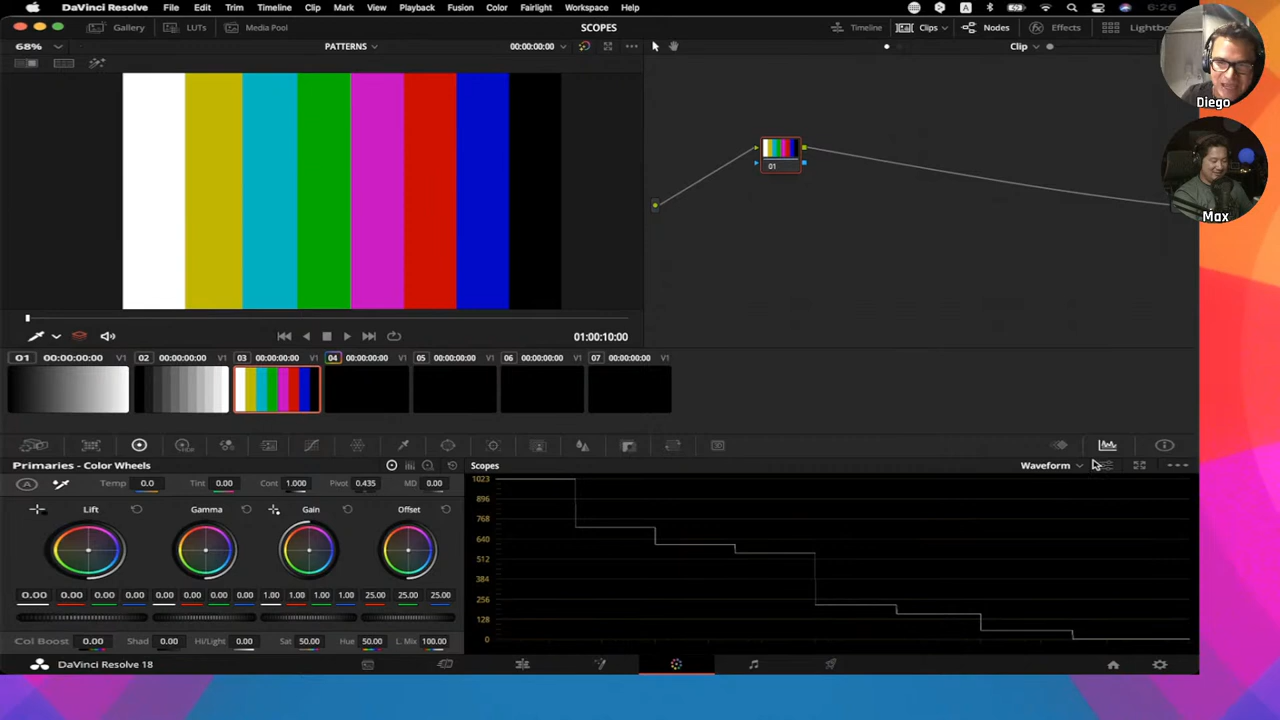 DaVinci Resolve File Edit Trim Timeline Clip Mark View Playback Fusion Color Fairlight Workspace Help A 6:26
Gallery LUTs Media Pool SCOPES Timeline Clips Nodes Effects Lightb
68% PATTERNS 00:00:00:00 Clip
Diego
Max
01
01:00:10:00
01 00:00:00:00 V1 02 00:00:00:00 V1 03 00:00:00:00 V1 04 00:00:00:00 V1 05 00:00:00:00 V1 06 00:00:00:00 V1 07 00:00:00:00 V1
Primaries - Color Wheels
Scopes Waveform
A Temp 0.0 Tint 0.00 Cont 1.000 Pivot 0.435 MD 0.00
Lift Gamma Gain Offset
0.00 0.00 0.00 0.00 0.00 0.00 0.00 0.00 1.00 1.00 1.00 1.00 25.00 25.00 25.00
Col Boost 0.00 Shad 0.00 Hi/Light 0.00 Sat 50.00 Hue 50.00 L. Mix 100.00
1023
896
768
640
512
384
256
128
0
DaVinci Resolve 18